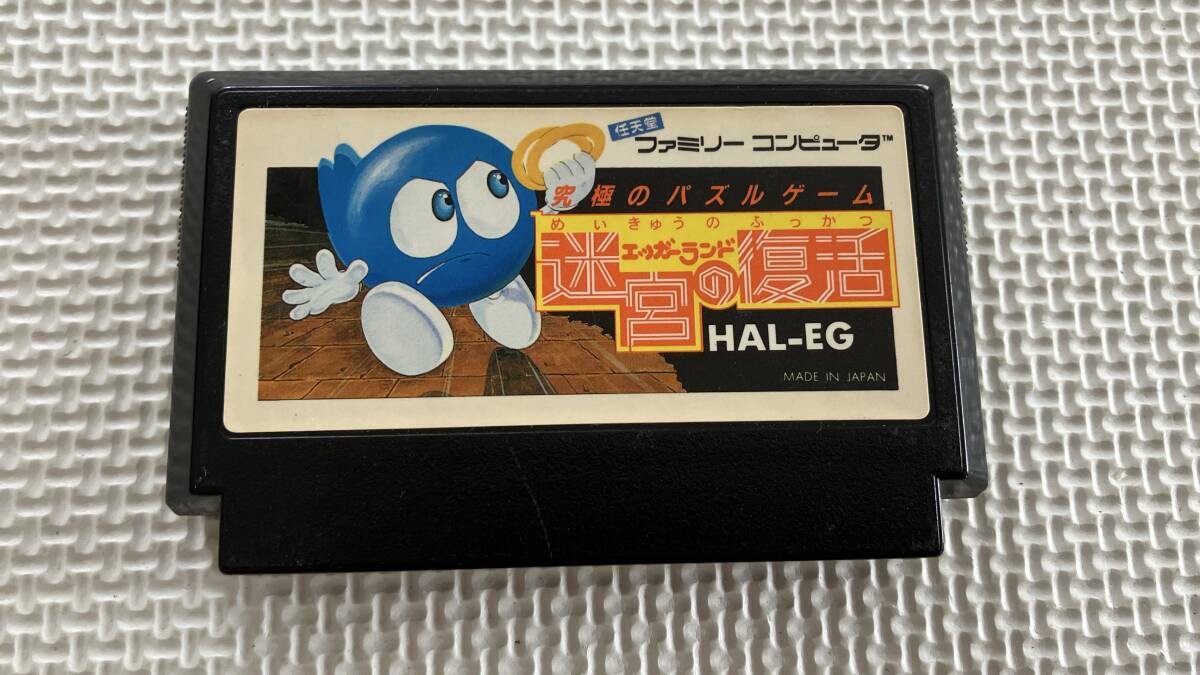 任天堂
ファミリー コンピュータ™
究極のパズルゲーム
めいきゅうのふっかつ
エッガーランド
迷宮の復活
HAL-EG
MADE IN JAPAN